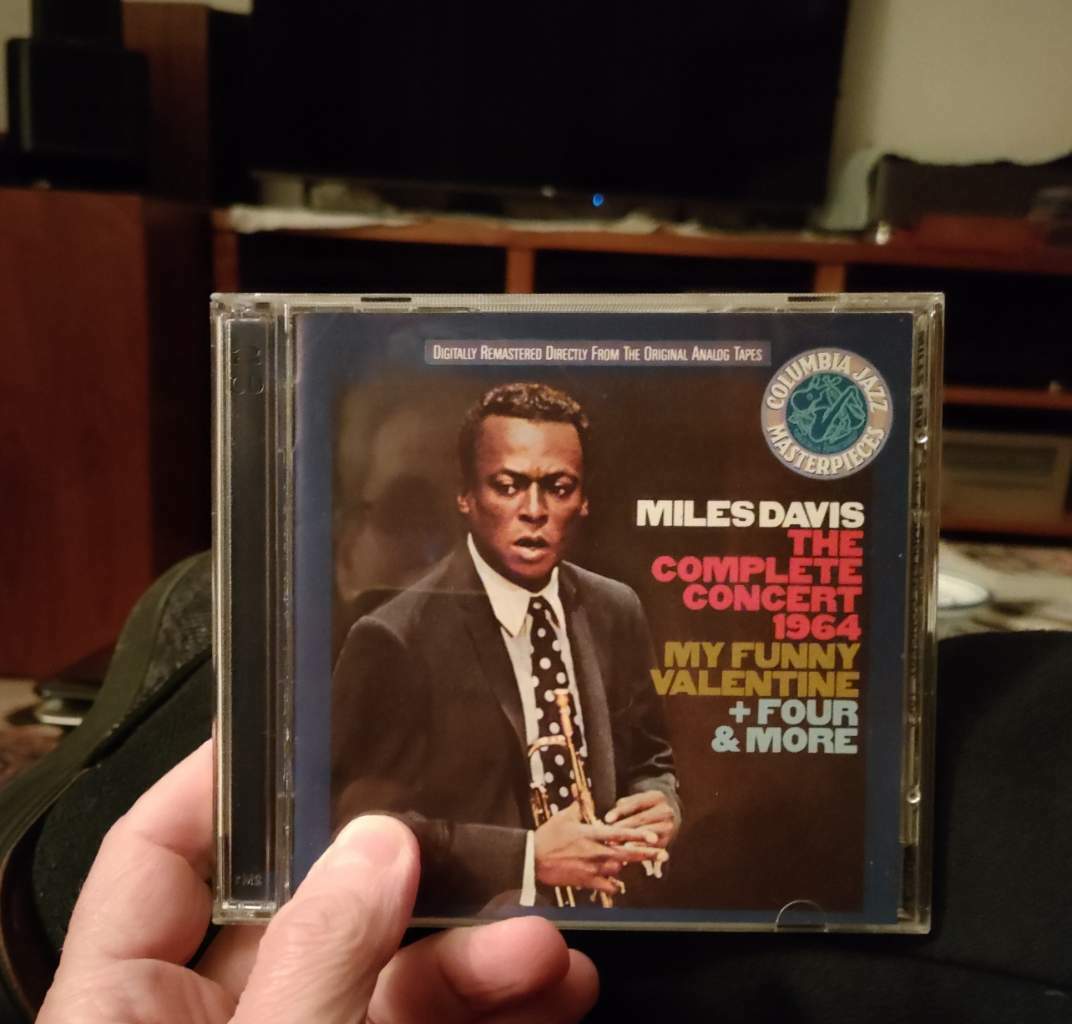 DIGITALLY REMASTERED DIRECTLY FROM THE ORIGINAL ANALOG TAPES
COLUMBIA JAZZ
MASTERPIECES
MILES DAVIS
THE
COMPLETE
CONCERT
1964
MY FUNNY
VALENTINE
+ FOUR
& MORE